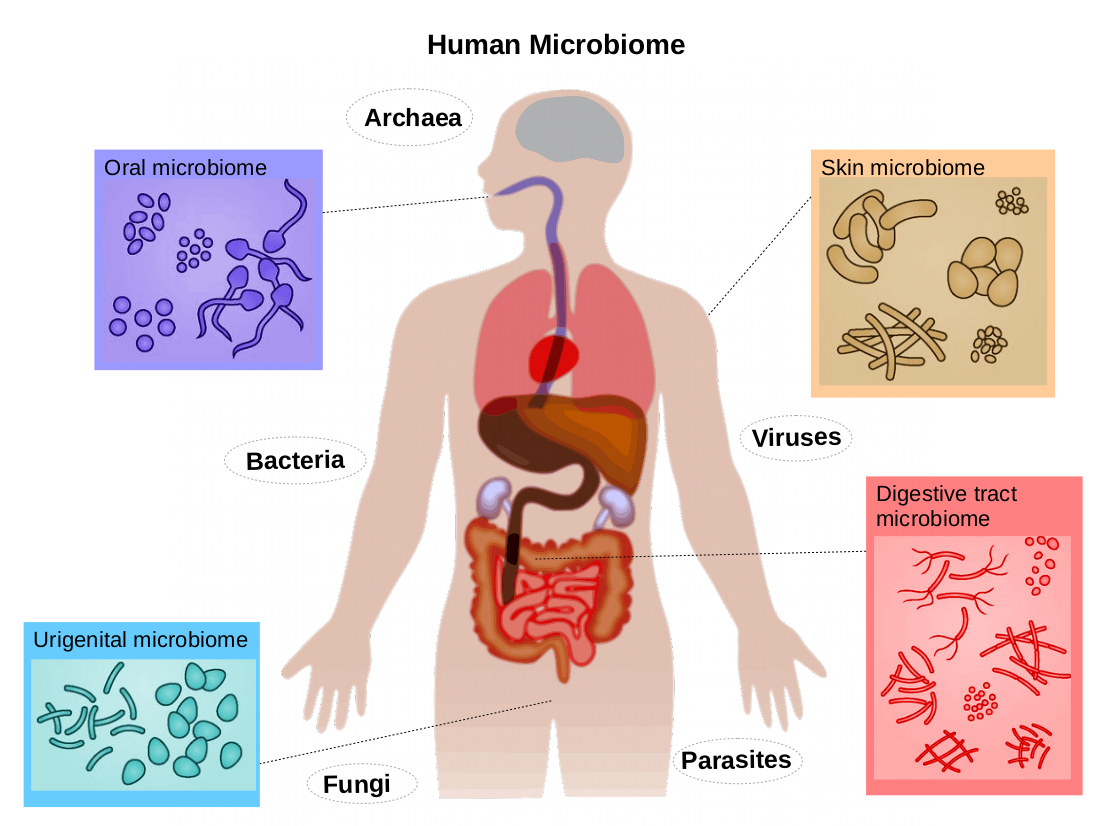 Human Microbiome
Archaea
Oral microbiome
Skin microbiome
Viruses
Bacteria
Digestive tract
microbiome
Urigenital microbiome
Parasites
Fungi